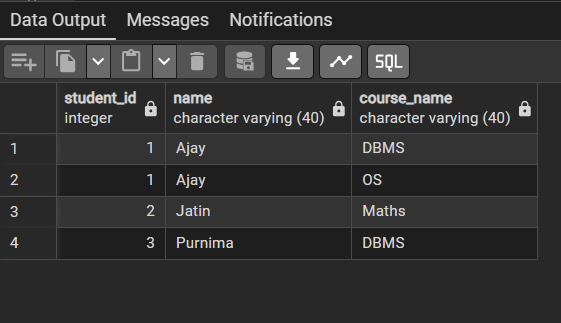 Data Output Messages Notifications
SQL
student_id name course_name
integer character varying (40) character varying (40)
1 1 Ajay DBMS
2 1 Ajay OS
3 2 Jatin Maths
4 3 Purnima DBMS